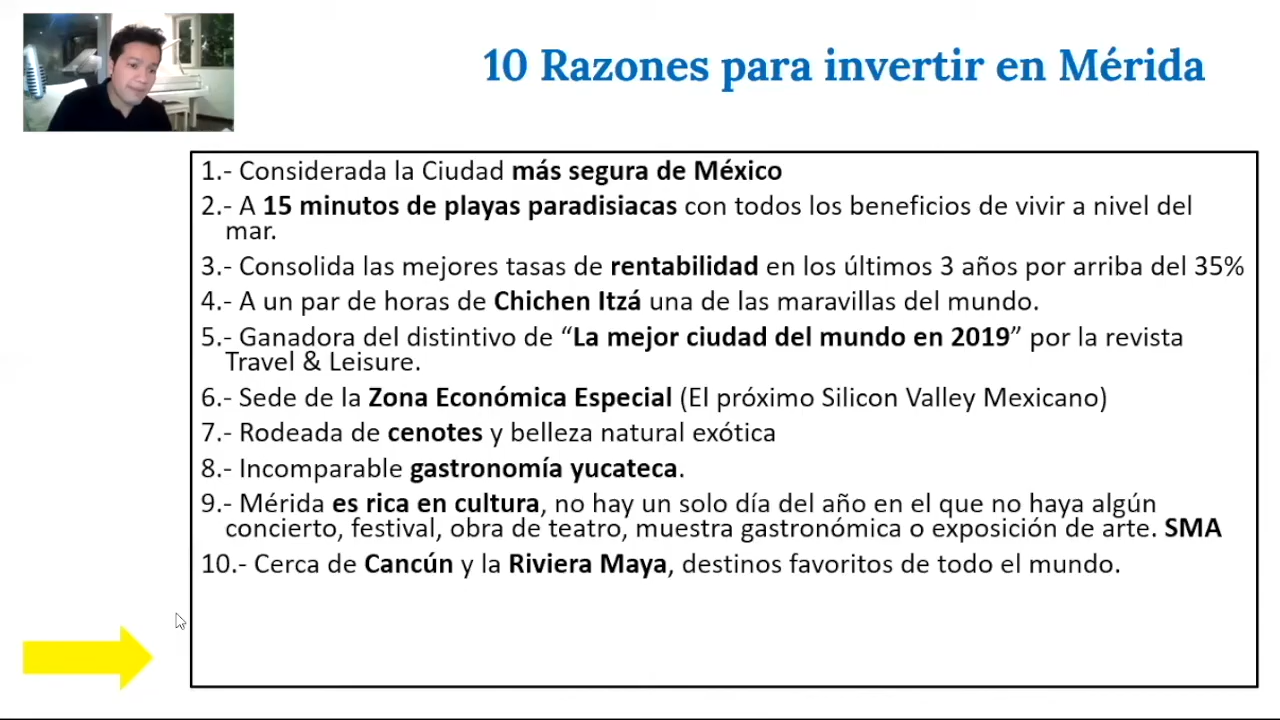 10 Razones para invertir en Mérida
1.- Considerada la Ciudad más segura de México
2.- A 15 minutos de playas paradisiacas con todos los beneficios de vivir a nivel del
mar.
3.- Consolida las mejores tasas de rentabilidad en los últimos 3 años por arriba del 35%
4.- A un par de horas de Chichen Itzá una de las maravillas del mundo.
5.- Ganadora del distintivo de “La mejor ciudad del mundo en 2019” por la revista
Travel & Leisure.
6.- Sede de la Zona Económica Especial (El próximo Silicon Valley Mexicano)
7.- Rodeada de cenotes y belleza natural exótica
8.- Incomparable gastronomía yucateca.
9.- Mérida es rica en cultura, no hay un solo día del año en el que no haya algún
concierto, festival, obra de teatro, muestra gastronómica o exposición de arte. SMA
10.- Cerca de Cancún y la Riviera Maya, destinos favoritos de todo el mundo.